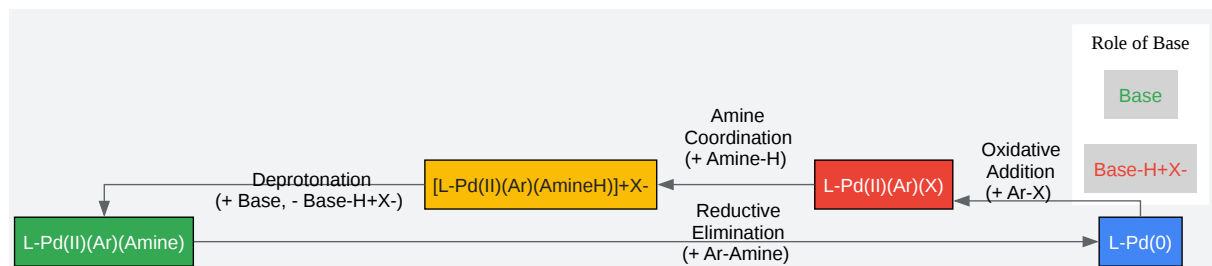 Role of Base
Base
Base-H+X-
Amine
Coordination
(+ Amine-H)
Oxidative
Addition
(+ Ar-X)
Deprotonation
(+ Base, - Base-H+X-)
[L-Pd(II)(Ar)(AmineH)]+X-
L-Pd(II)(Ar)(X)
L-Pd(II)(Ar)(Amine)
Reductive
Elimination
(+ Ar-Amine)
L-Pd(0)